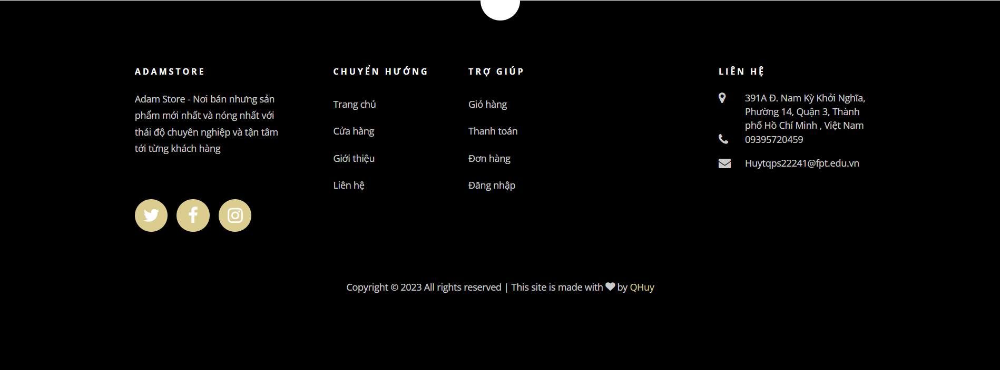 ADAMSTORE
Adam Store - Nơi bán nhưng sản
phẩm mới nhất và nóng nhất với
thái độ chuyên nghiệp và tận tâm
tới từng khách hàng
CHUYỂN HƯỚNG
Trang chủ
Cửa hàng
Giới thiệu
Liên hệ
TRỢ GIÚP
Giỏ hàng
Thanh toán
Đơn hàng
Đăng nhập
LIÊN HỆ
391A Đ. Nam Kỳ Khởi Nghĩa,
Phường 14, Quận 3, Thành
phố Hồ Chí Minh , Việt Nam
09395720459
Huytqps22241@fpt.edu.vn
Copyright © 2023 All rights reserved | This site is made with ♥ by QHuy